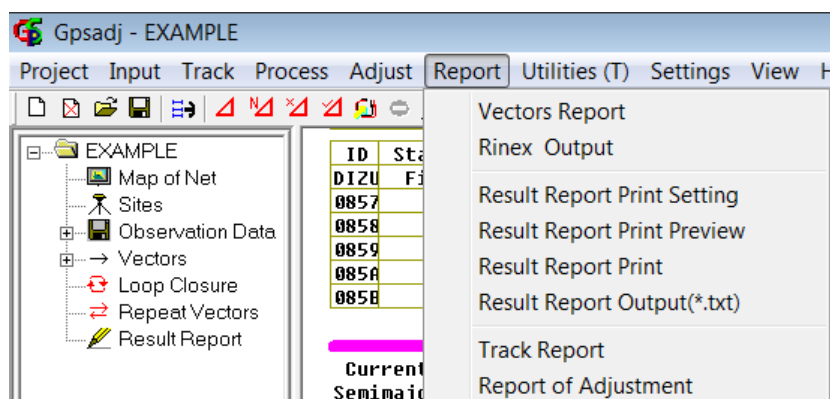 Gpsadj - EXAMPLE
Project Input Track Process Adjust Report Utilities (T) Settings View
EXAMPLE
Map of Net
Sites
Observation Data
Vectors
Loop Closure
Repeat Vectors
Result Report
ID
DIZU
0857
0858
0859
085A
085B
Current
Vectors Report
Rinex Output
Result Report Print Setting
Result Report Print Preview
Result Report Print
Result Report Output(*.txt)
Track Report
Report of Adjustment